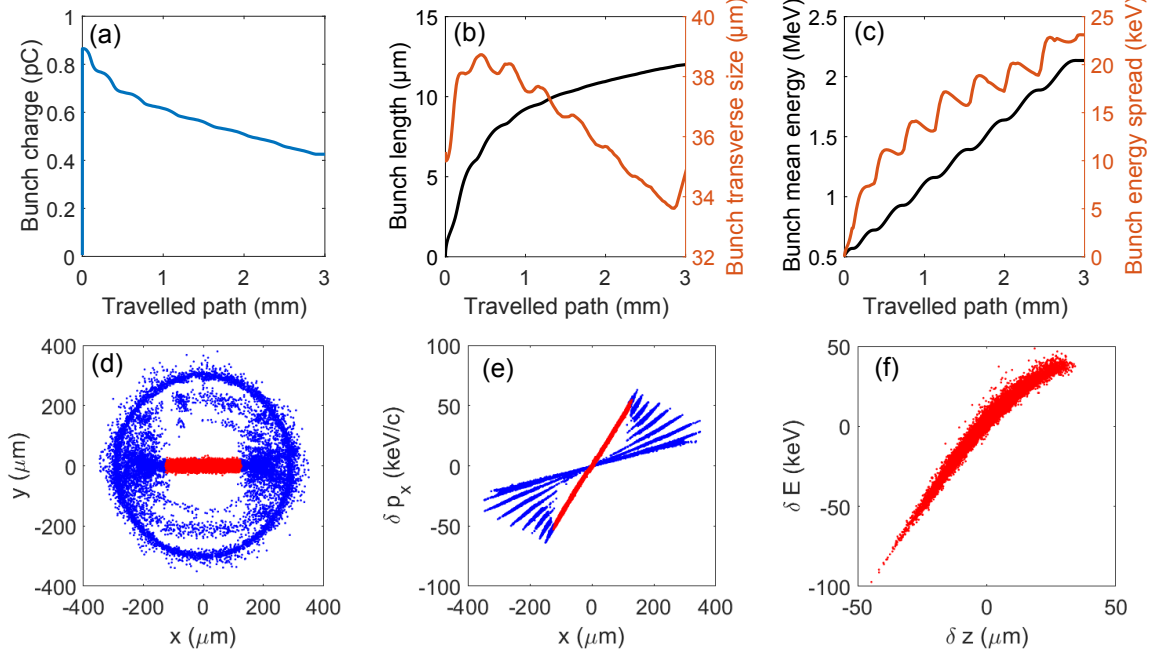 (a)
Bunch charge (pC)
1
0.8
0.6
0.4
0.2
0
0 1 2 3
Travelled path (mm)
(b)
Bunch length (μm)
15
10
5
0
0 1 2 3
Travelled path (mm)
40
38
36
34
32
Bunch transverse size (μm)
(c)
Bunch mean energy (MeV)
2.5
2
1.5
1
0.5
0 1 2 3
Travelled path (mm)
25
20
15
10
5
0
Bunch energy spread (keV)
(d)
y (μm)
400
200
0
-200
-400
-400 -200 0 200 400
x (μm)
(e)
δ pₓ (keV/c)
100
50
0
-50
-100
-400 -200 0 200 400
x (μm)
(f)
δ E (keV)
50
0
-50
-100
-50 0 50
δ z (μm)